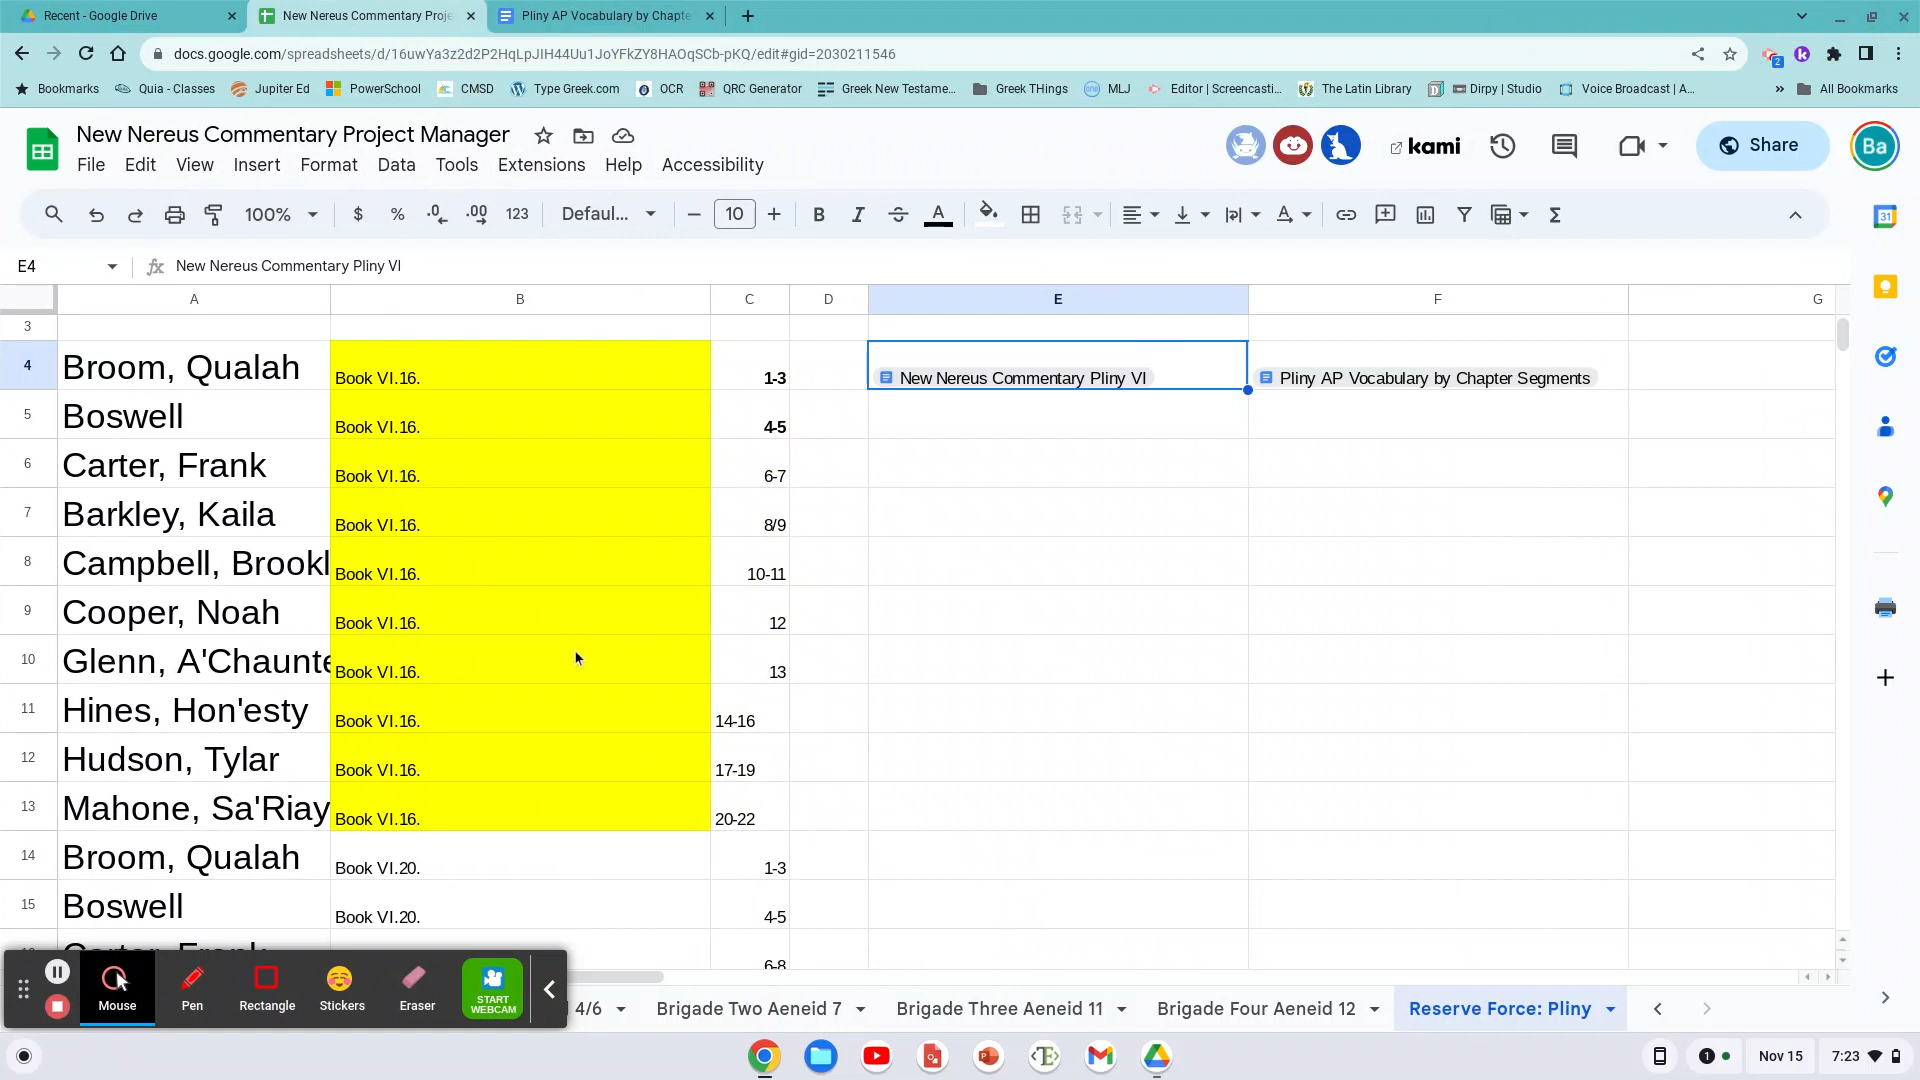 Recent - Google Drive
New Nereus Commentary Proje
Pliny AP Vocabulary by Chapte
docs.google.com/spreadsheets/d/16uwYa3z2d2P2HqLpJIH44Uu1JoYFkZY8HAOqSCb-pKQ/edit#gid=2030211546
2
Bookmarks
Quia - Classes
Jupiter Ed
PowerSchool
CMSD
Type Greek.com
OCR
QRC Generator
Greek New Testame...
Greek THings
MLJ
Editor | Screencasti...
The Latin Library
Dirpy | Studio
Voice Broadcast | A...
»
All Bookmarks
New Nereus Commentary Project Manager
kami
Share
Ba
File Edit View Insert Format Data Tools Extensions Help Accessibility
100% $ % .0 .00 123 Defaul... 10 B I A
31
E4 New Nereus Commentary Pliny VI
A B C D E F G
3
4 Broom, Qualah Book VI.16. 1-3 New Nereus Commentary Pliny VI Pliny AP Vocabulary by Chapter Segments
5 Boswell Book VI.16. 4-5
6 Carter, Frank Book VI.16. 6-7
7 Barkley, Kaila Book VI.16. 8/9
8 Campbell, Brookl Book VI.16. 10-11
9 Cooper, Noah Book VI.16. 12
10 Glenn, A'Chaunte Book VI.16. 13
11 Hines, Hon'esty Book VI.16. 14-16
12 Hudson, Tylar Book VI.16. 17-19
13 Mahone, Sa'Riay Book VI.16. 20-22
14 Broom, Qualah Book VI.20. 1-3
15 Boswell Book VI.20. 4-5
6-8
Mouse Pen Rectangle Stickers Eraser START WEBCAM
4/6 Brigade Two Aeneid 7 Brigade Three Aeneid 11 Brigade Four Aeneid 12 Reserve Force: Pliny
1 Nov 15 7:23